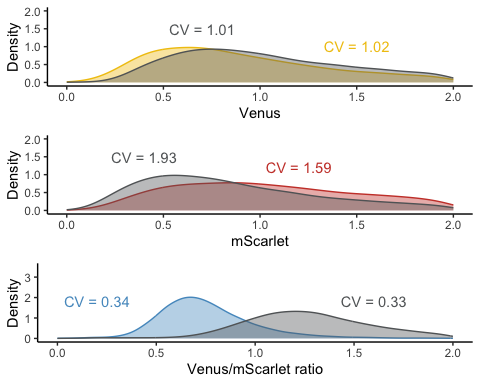 2.0
CV = 1.01
1.5
CV = 1.02
1.0
0.5
0.0
Density
0.0 0.5 1.0 1.5 2.0
Venus
2.0
1.5
CV = 1.93
CV = 1.59
1.0
0.5
0.0
Density
0.0 0.5 1.0 1.5 2.0
mScarlet
3
2
CV = 0.34
CV = 0.33
1
0
Density
0.0 0.5 1.0 1.5 2.0
Venus/mScarlet ratio